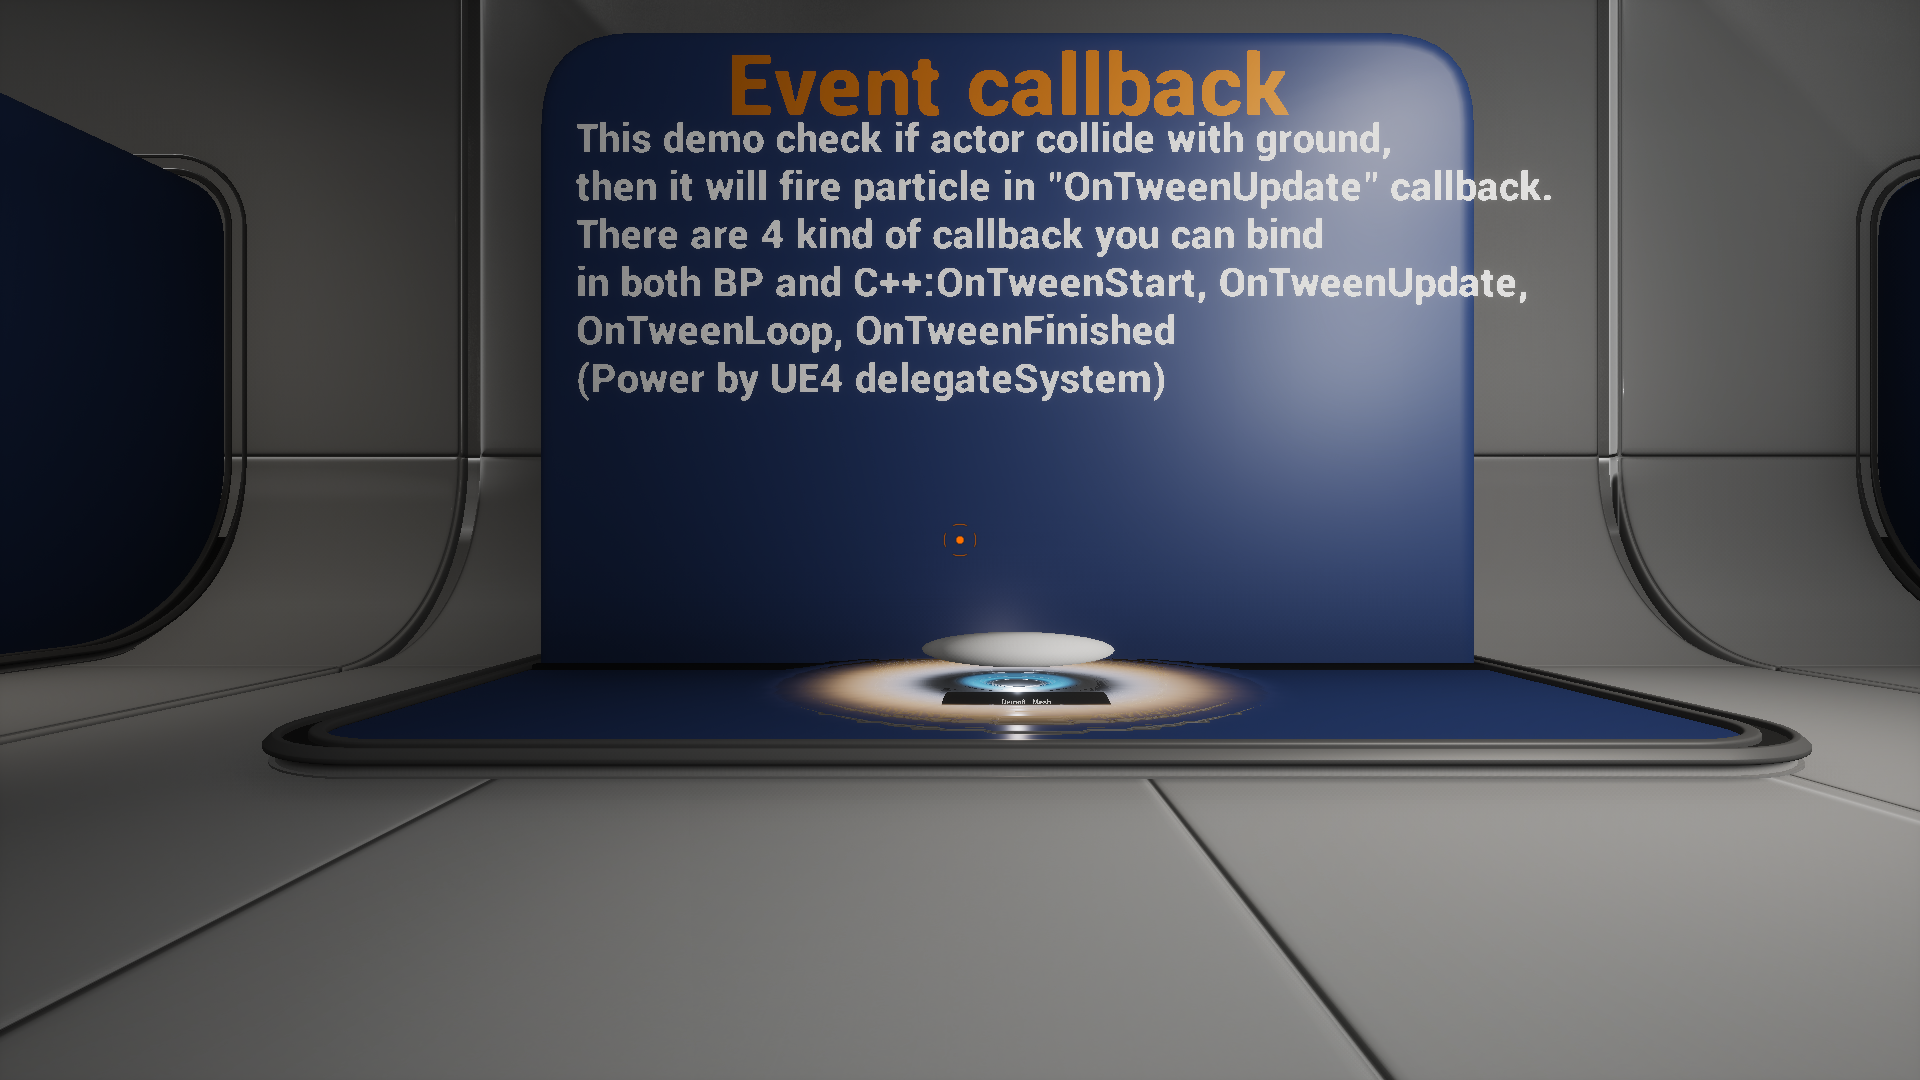 Event callback
This demo check if actor collide with ground,
then it will fire particle in "OnTweenUpdate" callback.
There are 4 kind of callback you can bind
in both BP and C++:OnTweenStart, OnTweenUpdate,
OnTweenLoop, OnTweenFinished
(Power by UE4 delegateSystem)